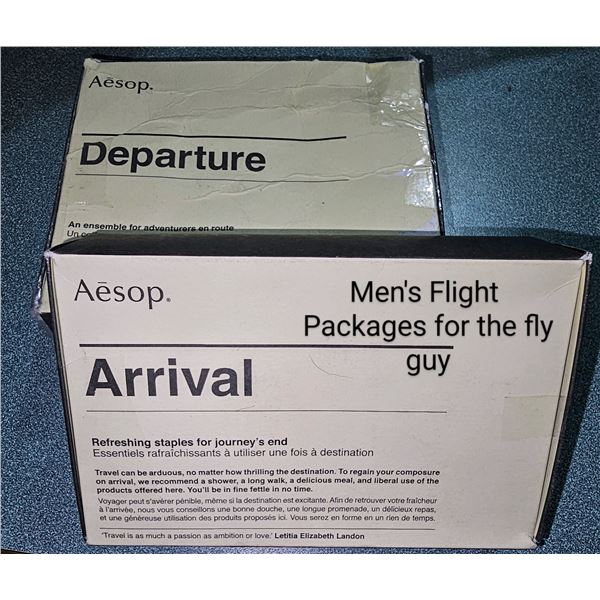 Aēsop.
Departure
An ensemble for adventurers en route
Aēsop.
Men's Flight
Packages for the fly
guy
Arrival
Refreshing staples for journey's end
Essentiels rafraîchissants à utiliser une fois à destination
Travel can be arduous, no matter how thrilling the destination. To regain your composure
on arrival, we recommend a shower, a long walk, a delicious meal, and liberal use of the
products offered here. You'll be in fine fettle in no time.
Voyager peut s'avérer pénible, même si la destination est excitante. Afin de retrouver votre fraîcheur
à l'arrivée, nous vous conseillons une bonne douche, une longue promenade, un délicieux repas,
et une généreuse utilisation des produits proposés ici. Vous serez en forme en un rien de temps.
'Travel is as much a passion as ambition or love.' Letitia Elizabeth Landon